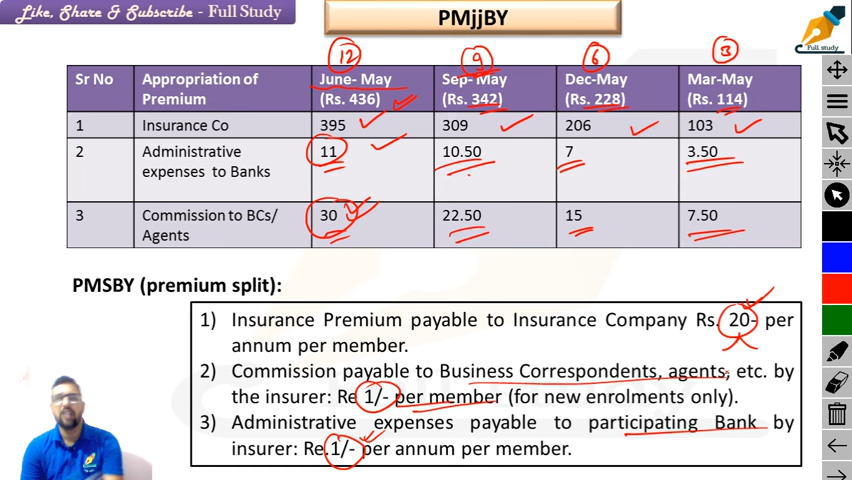 Like, Share & Subscribe - Full Study
PMjjBY
Full study
12
9
6
3
Sr No Appropriation of Premium June- May (Rs. 436) Sep- May (Rs. 342) Dec-May (Rs. 228) Mar-May (Rs. 114)
1 Insurance Co 395 309 206 103
2 Administrative expenses to Banks 11 10.50 7 3.50
3 Commission to BCs/ Agents 30 22.50 15 7.50
PMSBY (premium split):
1) Insurance Premium payable to Insurance Company Rs. 20- per
annum per member.
2) Commission payable to Business Correspondents, agents, etc. by
the insurer: Re 1/- per member (for new enrolments only).
3) Administrative expenses payable to participating Bank by
insurer: Re.1/- per annum per member.